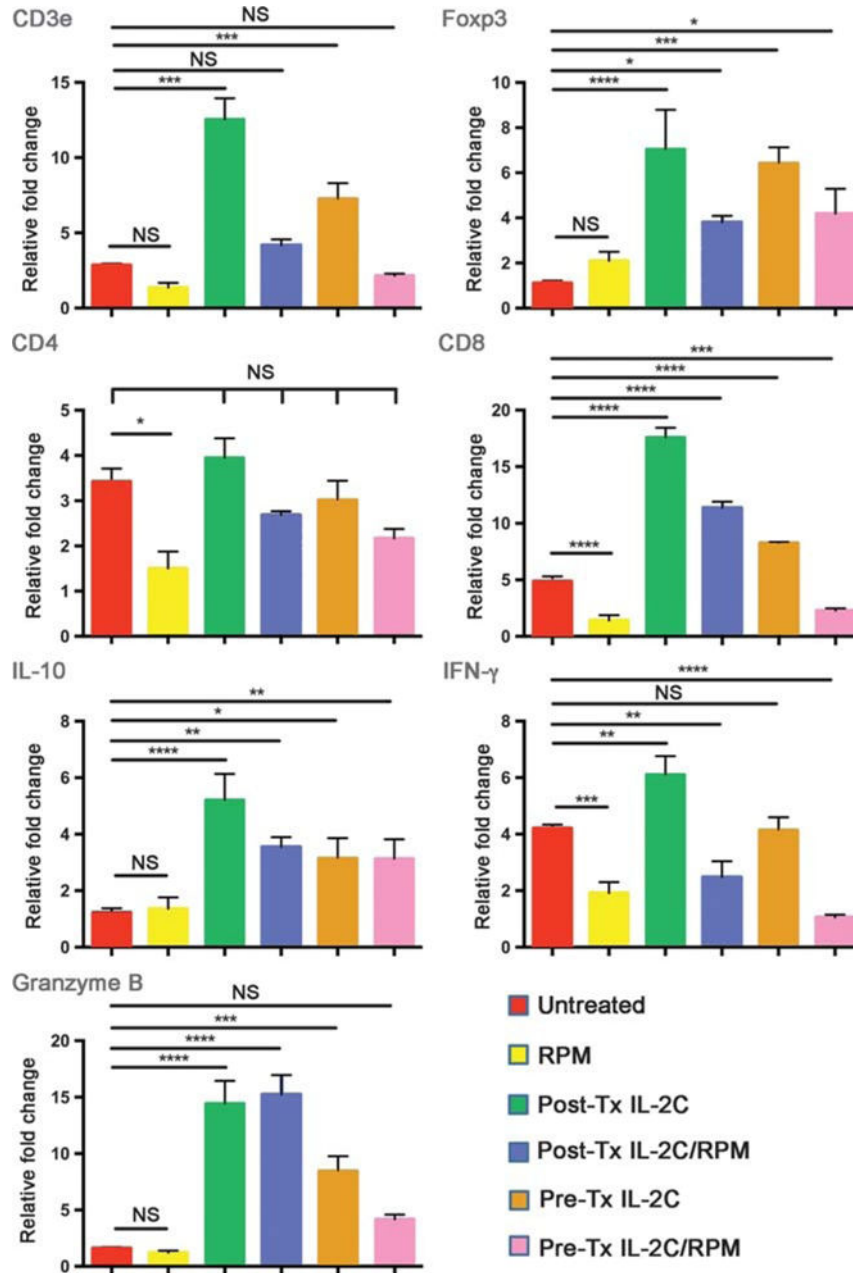 CD3e
NS
***
NS
***
NS
Relative fold change
15
10
5
0
Foxp3
*
***
*
****
NS
Relative fold change
10
8
6
4
2
0
CD4
NS
*
Relative fold change
5
4
3
2
1
0
CD8
***
****
****
****
****
Relative fold change
20
15
10
5
0
IL-10
**
*
**
****
NS
Relative fold change
8
6
4
2
0
IFN-γ
****
NS
**
**
***
Relative fold change
8
6
4
2
0
Granzyme B
NS
***
****
****
NS
Relative fold change
20
15
10
5
0
Untreated
RPM
Post-Tx IL-2C
Post-Tx IL-2C/RPM
Pre-Tx IL-2C
Pre-Tx IL-2C/RPM